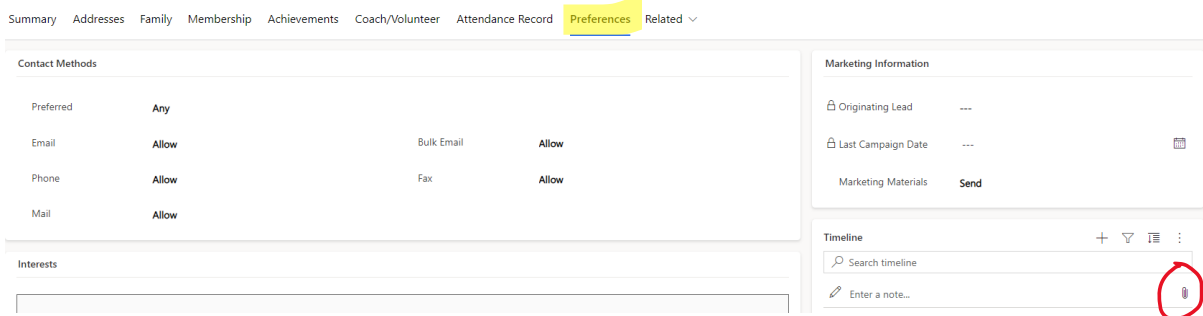 Summary Addresses Family Membership Achievements Coach/Volunteer Attendance Record Preferences Related
Contact Methods
Preferred Any
Email Allow Bulk Email Allow
Phone Allow Fax Allow
Mail Allow
Interests
Marketing Information
Originating Lead ---
Last Campaign Date ---
Marketing Materials Send
Timeline
Search timeline
Enter a note...